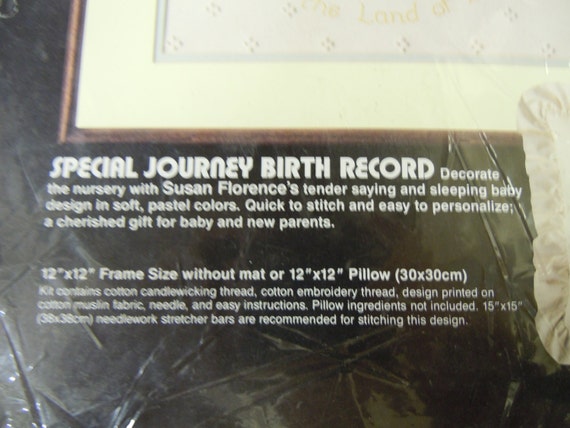 the Land of
SPECIAL JOURNEY BIRTH RECORD Decorate
the nursery with Susan Florence's tender saying and sleeping baby
design in soft, pastel colors. Quick to stitch and easy to personalize;
a cherished gift for baby and new parents.
12"x12" Frame Size without mat or 12"x12" Pillow (30x30cm)
Kit contains cotton candlewicking thread, cotton embroidery thread, design printed on
cotton muslin fabric, needle, and easy instructions. Pillow ingredients not included. 15"x15"
(38x38cm) needlework stretcher bars are recommended for stitching this design.